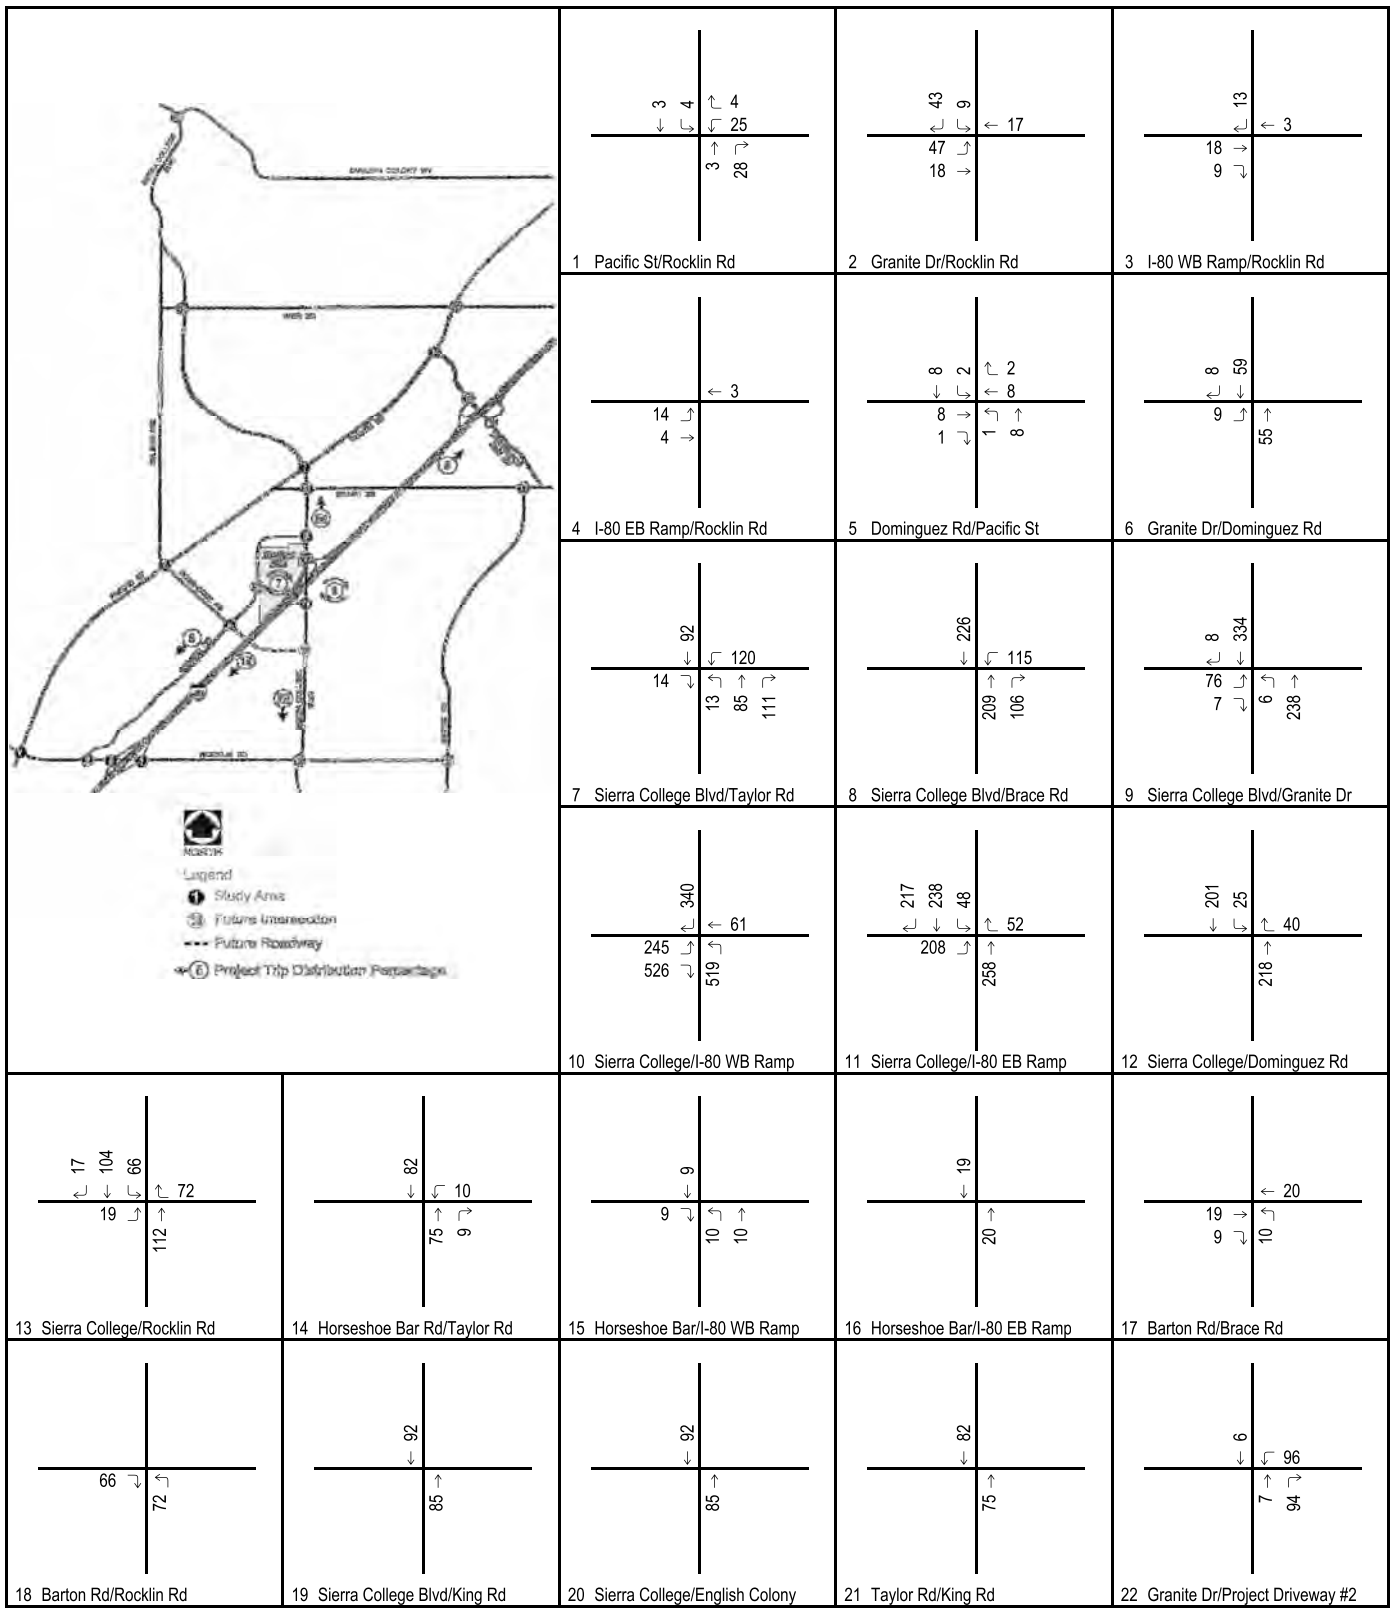 3 4 4
25
3 28
1 Pacific St/Rocklin Rd
43 9 17
47
18
2 Granite Dr/Rocklin Rd
13 3
18
9
3 I-80 WB Ramp/Rocklin Rd
3
14
4
4 I-80 EB Ramp/Rocklin Rd
8 2 2
8
8
1 1 8
5 Dominguez Rd/Pacific St
8 59
9
55
6 Granite Dr/Dominguez Rd
92 120
14
13 85 111
7 Sierra College Blvd/Taylor Rd
226 115
209 106
8 Sierra College Blvd/Brace Rd
8 334
76
7 6 238
9 Sierra College Blvd/Granite Dr
NORTH
Legend
1 Study Area
Future Intersection
Future Roadway
6 Project Trip Distribution Percentage
340 61
245
526 519
10 Sierra College/I-80 WB Ramp
217 238 48 52
208
258
11 Sierra College/I-80 EB Ramp
201 25 40
218
12 Sierra College/Dominguez Rd
17 104 66 72
19
112
13 Sierra College/Rocklin Rd
82 10
75 9
14 Horseshoe Bar Rd/Taylor Rd
9
9
10 10
15 Horseshoe Bar/I-80 WB Ramp
19
20
16 Horseshoe Bar/I-80 EB Ramp
20
19
9 10
17 Barton Rd/Brace Rd
66
72
18 Barton Rd/Rocklin Rd
92
85
19 Sierra College Blvd/King Rd
92
85
20 Sierra College/English Colony
82
75
21 Taylor Rd/King Rd
6 96
7 94
22 Granite Dr/Project Driveway #2